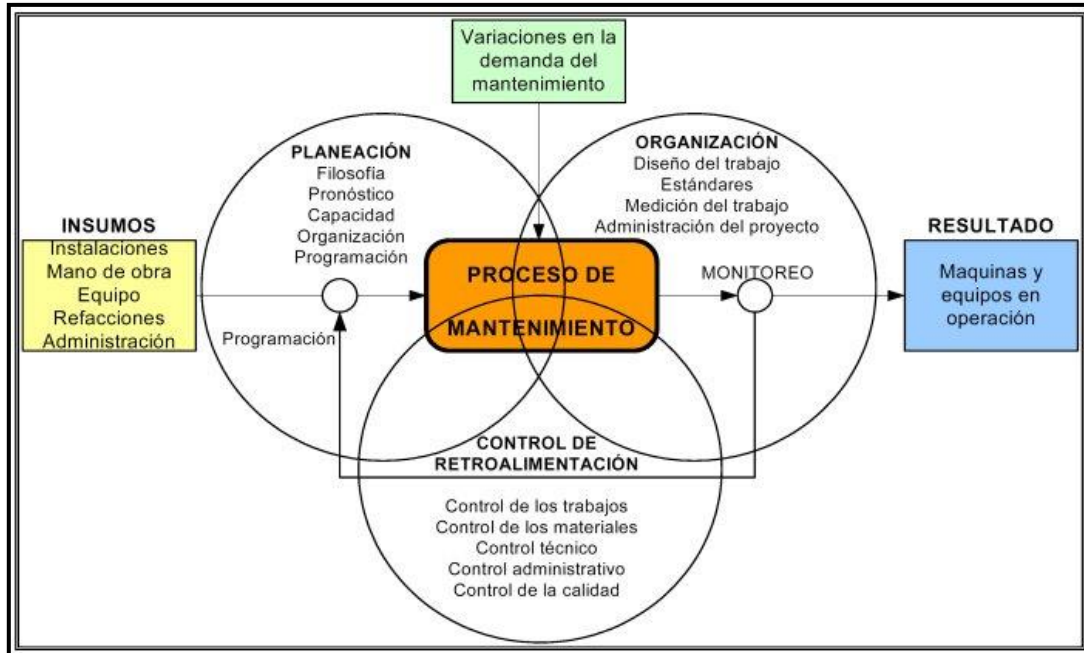 Variaciones en la
demanda del
mantenimiento
PLANEACIÓN
Filosofía
Pronóstico
Capacidad
Organización
Programación
ORGANIZACIÓN
Diseño del trabajo
Estándares
Medición del trabajo
Administración del proyecto
INSUMOS
Instalaciones
Mano de obra
Equipo
Refacciones
Administración
Programación
PROCESO DE
MANTENIMIENTO
MONITOREO
RESULTADO
Maquinas y
equipos en
operación
CONTROL DE
RETROALIMENTACIÓN
Control de los trabajos
Control de los materiales
Control técnico
Control administrativo
Control de la calidad